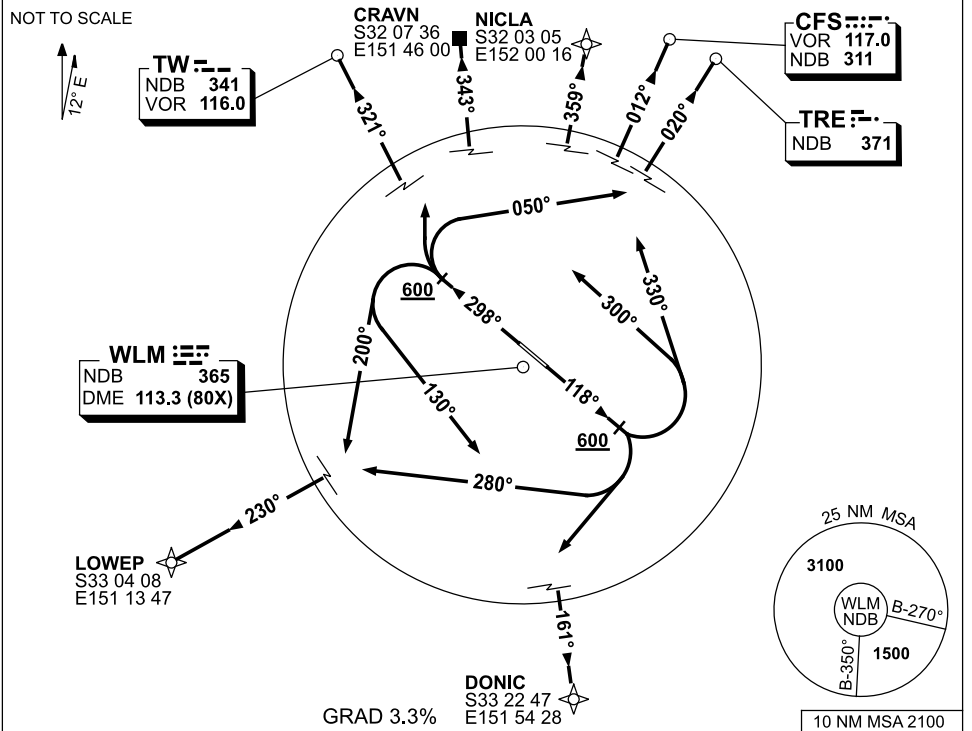 NOT TO SCALE
12° E
TW
NDB 341
VOR 116.0
CRAVN
S32 07 36
E151 46 00
NICLA
S32 03 05
E152 00 16
CFS
VOR 117.0
NDB 311
TRE
NDB 371
321°
343°
359°
012°
020°
050°
600
298°
330°
300°
200°
130°
WLM
NDB 365
DME 113.3 (80X)
118°
600
280°
230°
LOWEP
S33 04 08
E151 13 47
161°
DONIC
S33 22 47
E151 54 28
GRAD 3.3%
25 NM MSA
3100
WLM
NDB
B-270°
B-350°
1500
10 NM MSA 2100